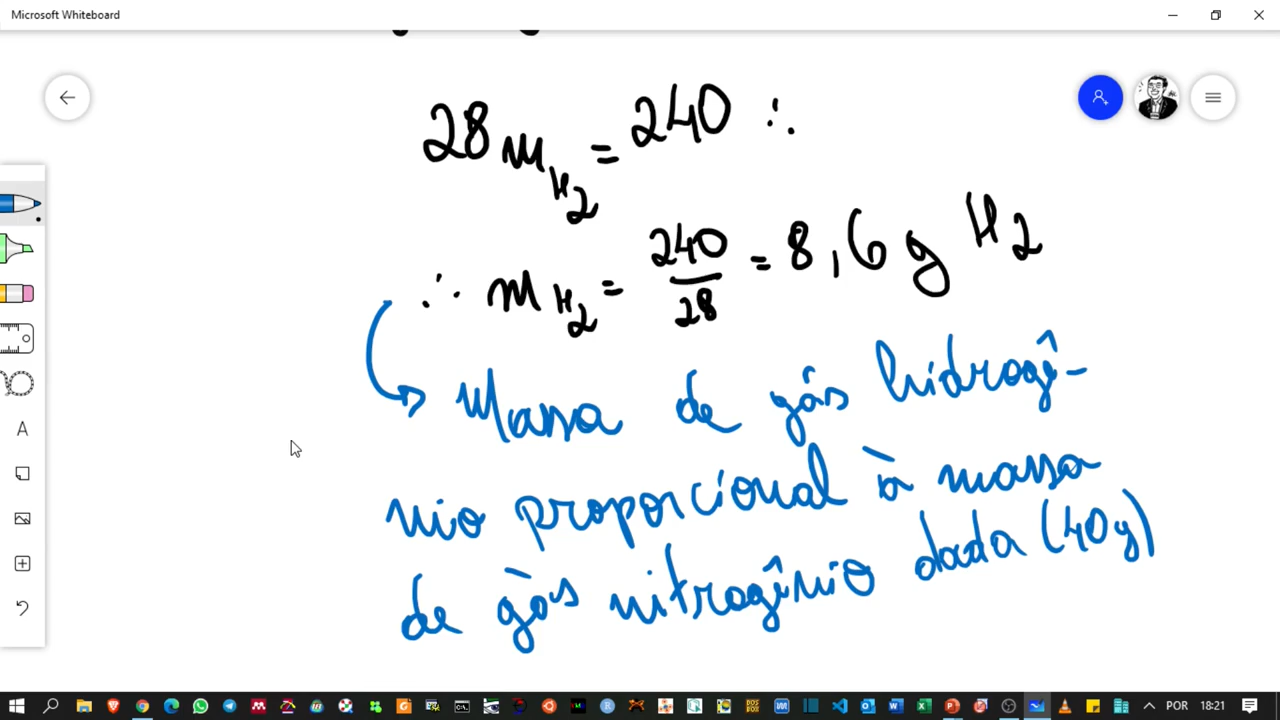 Microsoft Whiteboard
28 m H2 = 240 ∴
∴ m H2 = 240/28 = 8,6 g H2
Massa de gás hidrogê-
nio proporcional à massa
de gás nitrogênio dada (40g)
POR 18:21